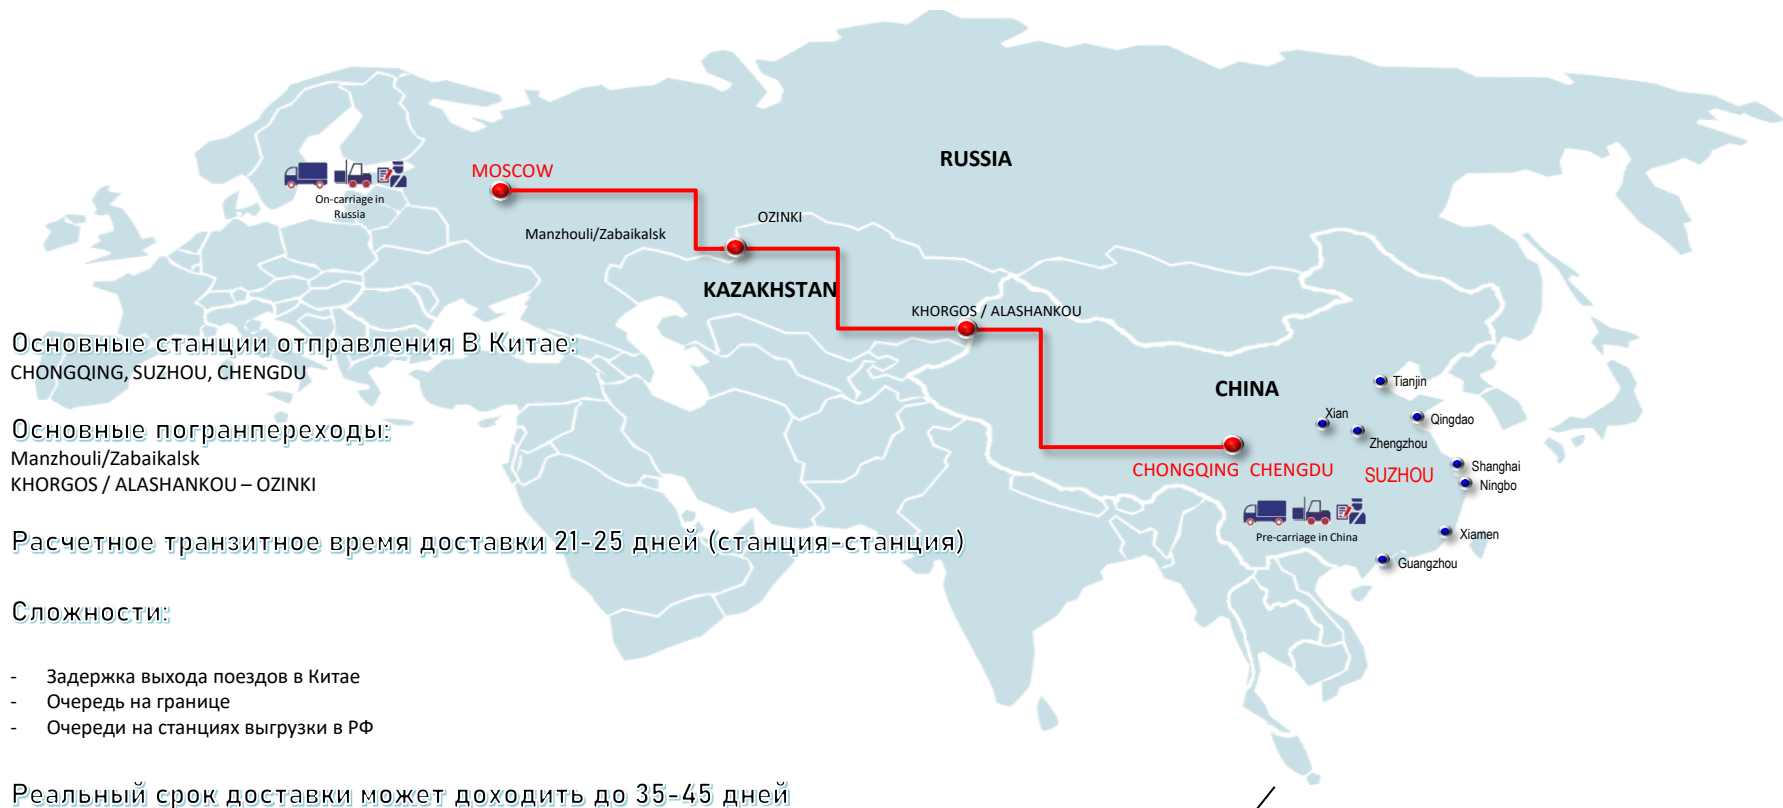 RUSSIA
MOSCOW
On-carriage in
Russia
OZINKI
Manzhouli/Zabaikalsk
KAZAKHSTAN
KHORGOS / ALASHANKOU
Основные станции отправления В Китае:
CHONGQING, SUZHOU, CHENGDU
CHINA
Tianjin
Xian
Qingdao
Zhengzhou
Основные погранпереходы:
Manzhouli/Zabaikalsk
KHORGOS / ALASHANKOU – OZINKI
CHONGQING CHENGDU
SUZHOU
Shanghai
Ningbo
Pre-carriage in China
Xiamen
Guangzhou
Расчетное транзитное время доставки 21-25 дней (станция-станция)
Сложности:
- Задержка выхода поездов в Китае
- Очередь на границе
- Очереди на станциях выгрузки в РФ
Реальный срок доставки может доходить до 35-45 дней